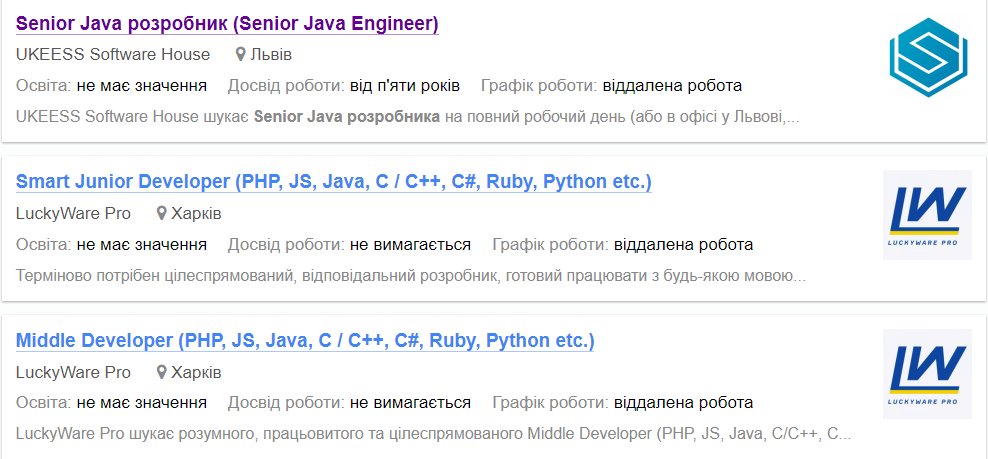 Senior Java розробник (Senior Java Engineer)
UKEESS Software House Львів
Освіта: не має значення Досвід роботи: від п'яти років Графік роботи: віддалена робота
UKEESS Software House шукає Senior Java розробника на повний робочий день (або в офісі у Львові,...
Smart Junior Developer (PHP, JS, Java, C / C++, C#, Ruby, Python etc.)
LuckyWare Pro Харків
Освіта: не має значення Досвід роботи: не вимагається Графік роботи: віддалена робота
Терміново потрібен цілеспрямований, відповідальний розробник, готовий працювати з будь-якою мовою...
LW
LUCKYWARE PRO
Middle Developer (PHP, JS, Java, C / C++, C#, Ruby, Python etc.)
LuckyWare Pro Харків
Освіта: не має значення Досвід роботи: не вимагається Графік роботи: віддалена робота
LuckyWare Pro шукає розумного, працьовитого та цілеспрямованого Middle Developer (PHP, JS, Java, C/C++, C...
LW
LUCKYWARE PRO